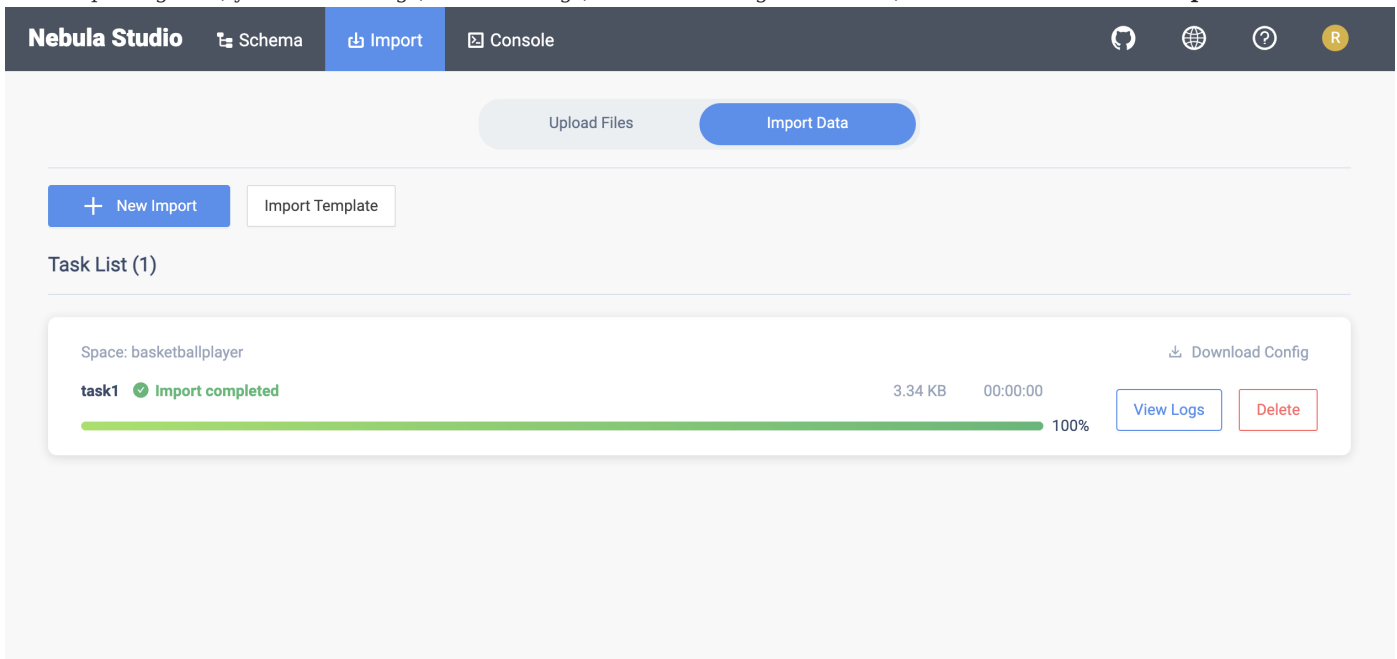 Nebula Studio Schema Import Console R
Upload Files Import Data
New Import Import Template
Task List (1)
Space: basketballplayer Download Config
task1 Import completed 3.34 KB 00:00:00 View Logs Delete
100%